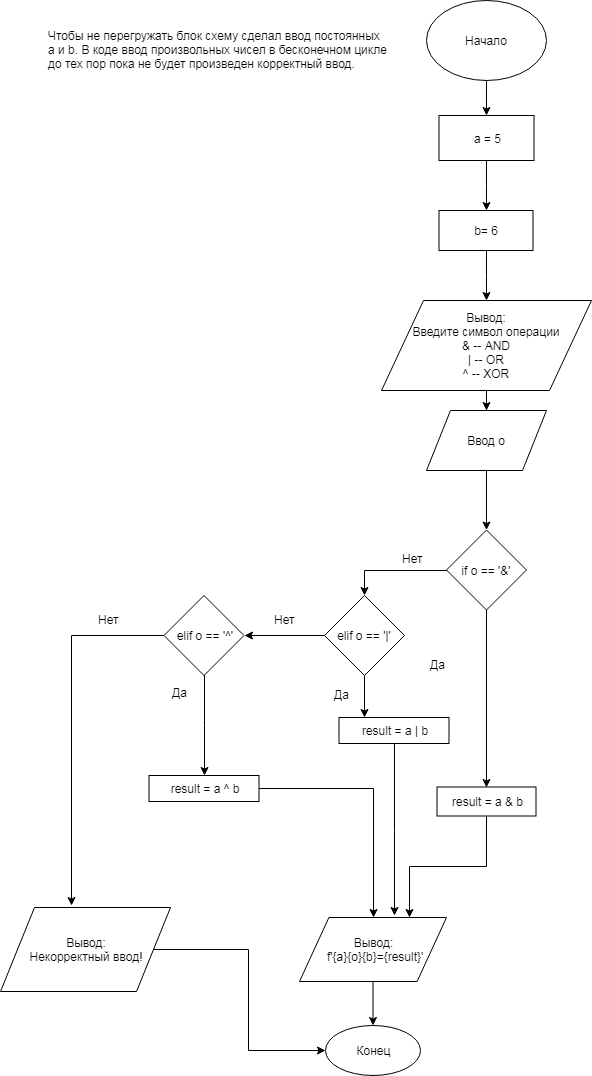 Чтобы не перегружать блок схему сделал ввод постоянных
a и b. В коде ввод произвольных чисел в бесконечном цикле
до тех пор пока не будет произведен корректный ввод.
Начало
a = 5
b= 6
Вывод:
Введите символ операции
& -- AND
| -- OR
^ -- XOR
Ввод o
if o == '&'
Нет
elif o == '|'
Нет
elif o == '^'
Нет
Да
Да
Да
result = a | b
result = a ^ b
result = a & b
Вывод:
Некорректный ввод!
Вывод:
f'{a}{o}{b}={result}'
Конец